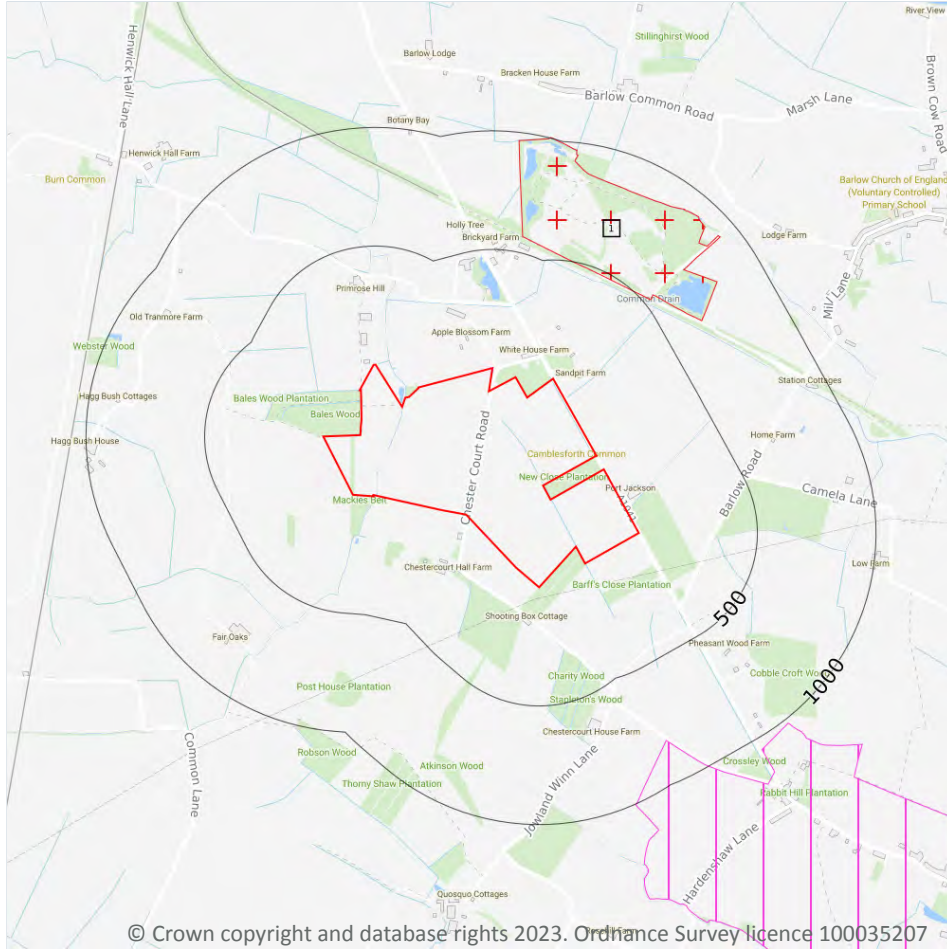 River View
Stillinghirst Wood
Henwick Hall Lane
Barlow Lodge
Bracken House Farm
Brown Cow Road
Barlow Common Road
Marsh Lane
Botany Bay
Henwick Hall Farm
Burn Common
Barlow Church of England
(Voluntary Controlled)
Primary School
Holly Tree
Brickyard Farm
1
Lodge Farm
Primrose Hill
Common Drain
Mill Lane
Old Tranmore Farm
Apple Blossom Farm
Webster Wood
White House Farm
Sandpit Farm
Station Cottages
Hagg Bush Cottages
Bales Wood Plantation
Bales Wood
Hagg Bush House
Chester Court Road
Home Farm
Camblesforth Common
New Close Plantation
Port Jackson
A1041
Barlow Road
Camela Lane
Mackies Belt
Chestercourt Hall Farm
Low Farm
Barff's Close Plantation
500
Shooting Box Cottage
Fair Oaks
Pheasant Wood Farm
Charity Wood
Cobble Croft Wood
1000
Post House Plantation
Stapleton's Wood
Chestercourt House Farm
Robson Wood
Common Lane
Atkinson Wood
Crossley Wood
Thorny Shaw Plantation
Jowland Winn Lane
Rabbit Hill Plantation
Hardenshaw Lane
Quosquo Cottages
Rosehill Farm
© Crown copyright and database rights 2023. Ordnance Survey licence 100035207